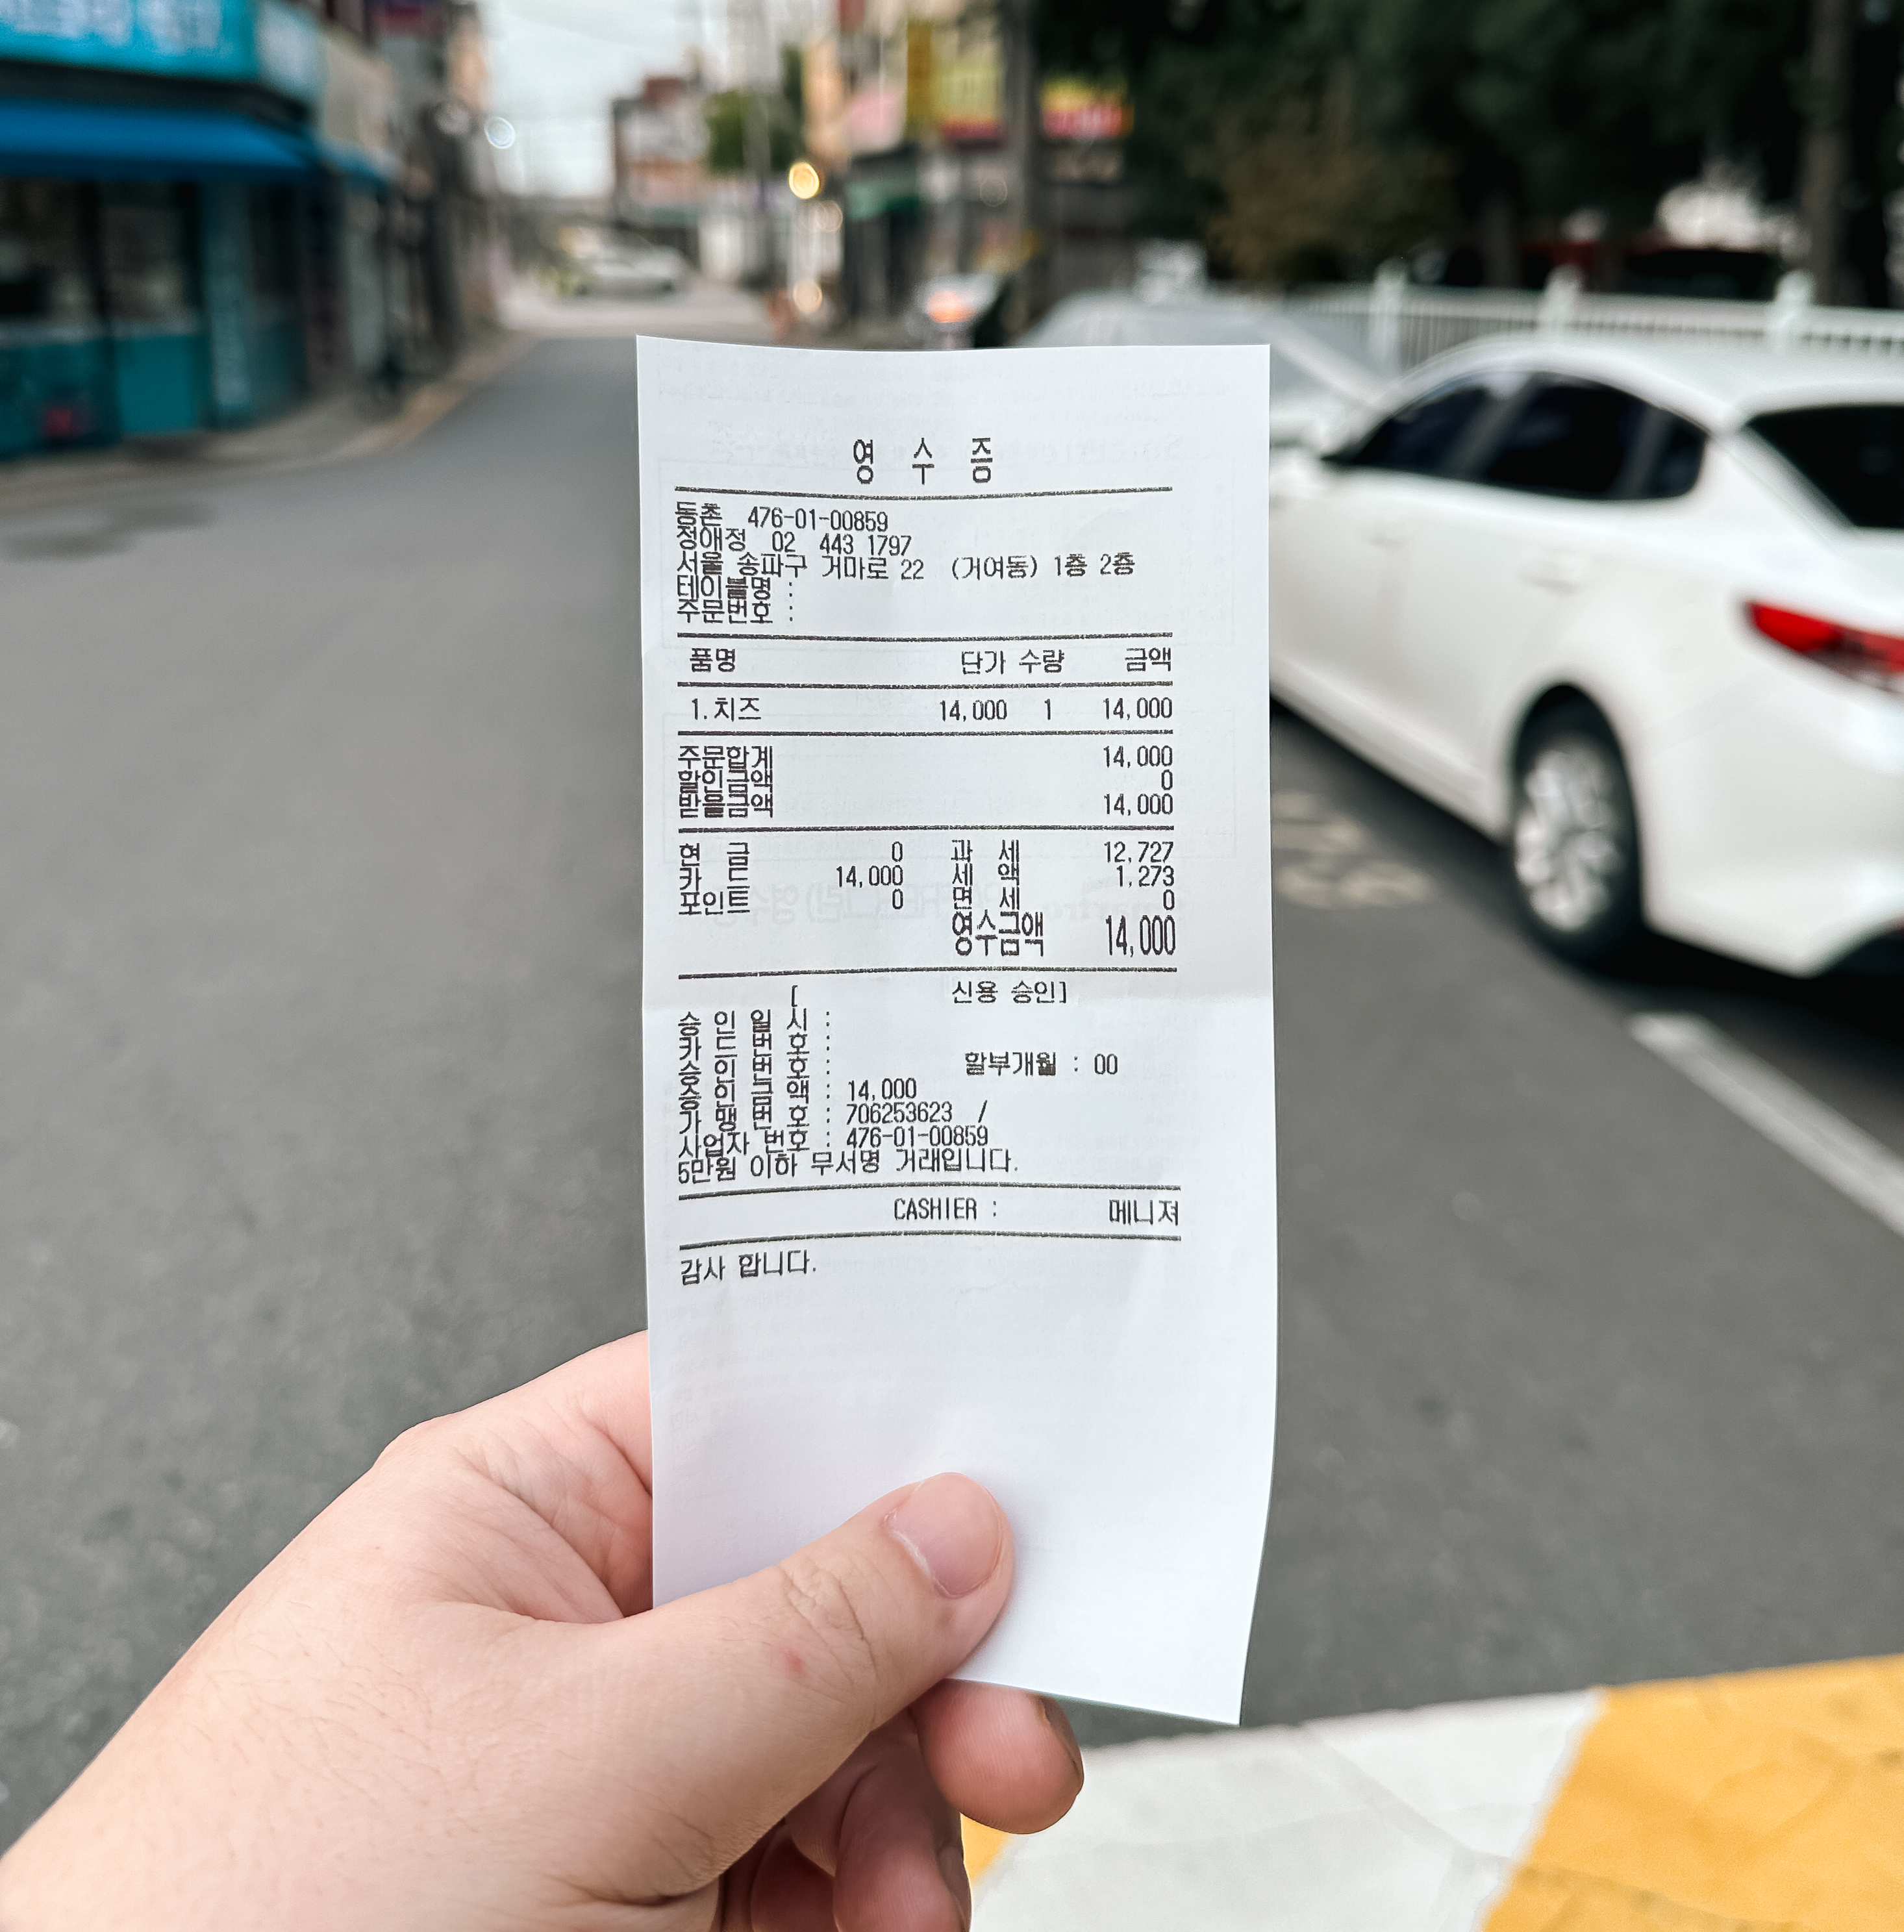 영 수 증
동촌 476-01-00859
정애정 02 443 1797
서울 송파구 거마로 22 (거여동) 1층 2층
테이블명 :
주문번호 :
품명 단가 수량 금액
1.치즈 14,000 1 14,000
주문합계 14,000
할인금액 0
받을금액 14,000
현 금 0 과 세 12,727
카 드 14,000 세 액 1,273
포인트 0 면 세 0
영수금액 14,000
[ 신용 승인]
승 인 일 시 :
카 드 번 호 :
승 인 번 호 : 할부개월 : 00
승 인 금 액 : 14,000
가 맹 번 호 : 706253623 /
사업자 번호 : 476-01-00859
5만원 이하 무서명 거래입니다.
CASHIER : 메니져
감사 합니다.